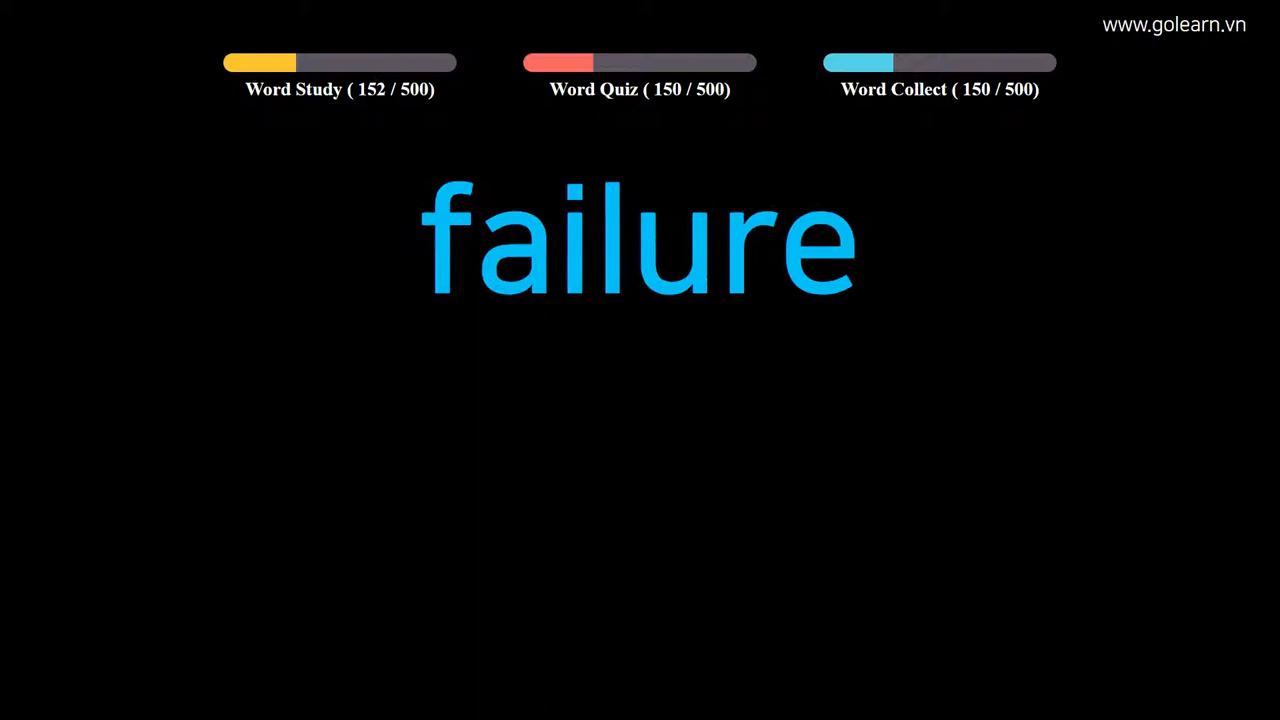 www.golearn.vn
Word Study ( 152 / 500)
Word Quiz ( 150 / 500)
Word Collect ( 150 / 500)
failure